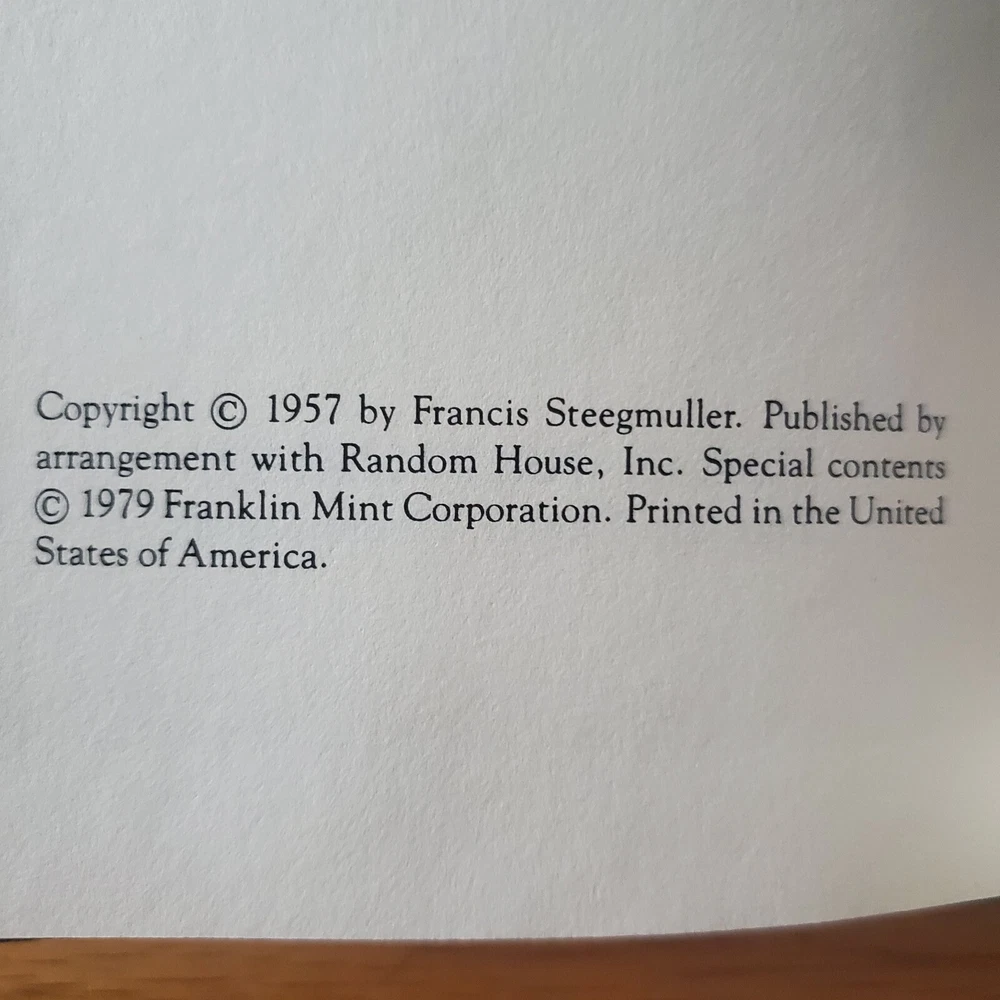 Copyright © 1957 by Francis Steegmuller. Published by
arrangement with Random House, Inc. Special contents
© 1979 Franklin Mint Corporation. Printed in the United
States of America.